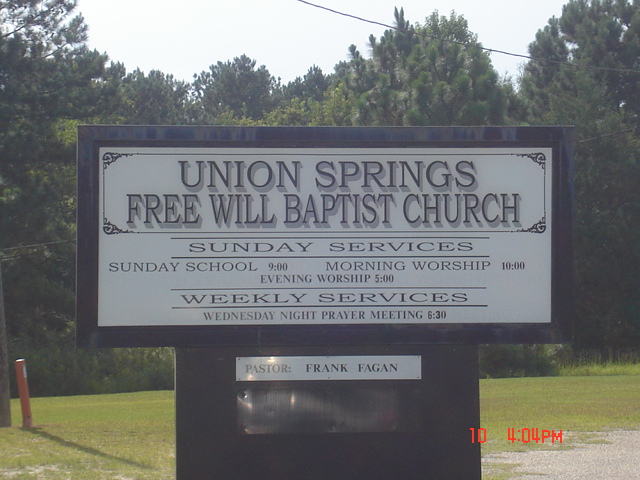 UNION SPRINGS
FREE WILL BAPTIST CHURCH
SUNDAY SERVICES
SUNDAY SCHOOL 9:00 MORNING WORSHIP 10:00
EVENING WORSHIP 5:00
WEEKLY SERVICES
WEDNESDAY NIGHT PRAYER MEETING 6:30
PASTOR: FRANK FAGAN
10 4:04PM